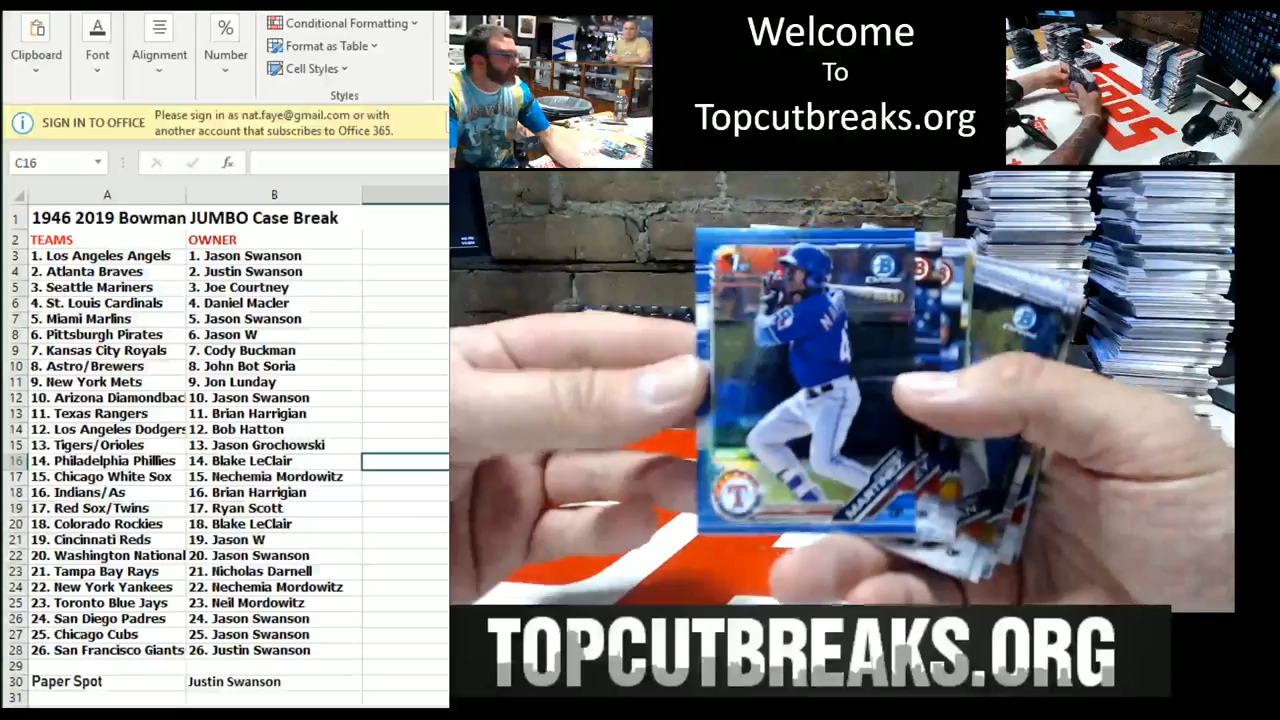 Conditional Formatting
Format as Table
Cell Styles
Clipboard
Font
Alignment
Number
Styles
SIGN IN TO OFFICE
Please sign in as nat.faye@gmail.com or with
another account that subscribes to Office 365.
C16
fx
A
B
1 1946 2019 Bowman JUMBO Case Break
2 TEAMS OWNER
3 1. Los Angeles Angels 1. Jason Swanson
4 2. Atlanta Braves 2. Justin Swanson
5 3. Seattle Mariners 3. Joe Courtney
6 4. St. Louis Cardinals 4. Daniel Macler
7 5. Miami Marlins 5. Jason Swanson
8 6. Pittsburgh Pirates 6. Jason W
9 7. Kansas City Royals 7. Cody Buckman
10 8. Astro/Brewers 8. John Bot Soria
11 9. New York Mets 9. Jon Lunday
12 10. Arizona Diamondbac 10. Jason Swanson
13 11. Texas Rangers 11. Brian Harrigian
14 12. Los Angeles Dodgers 12. Bob Hatton
15 13. Tigers/Orioles 13. Jason Grochowski
16 14. Philadelphia Phillies 14. Blake LeClair
17 15. Chicago White Sox 15. Nechemia Mordowitz
18 16. Indians/As 16. Brian Harrigian
19 17. Red Sox/Twins 17. Ryan Scott
20 18. Colorado Rockies 18. Blake LeClair
21 19. Cincinnati Reds 19. Jason W
22 20. Washington National 20. Jason Swanson
23 21. Tampa Bay Rays 21. Nicholas Darnell
24 22. New York Yankees 22. Nechemia Mordowitz
25 23. Toronto Blue Jays 23. Neil Mordowitz
26 24. San Diego Padres 24. Jason Swanson
27 25. Chicago Cubs 25. Jason Swanson
28 26. San Francisco Giants 26. Justin Swanson
29
30 Paper Spot Justin Swanson
31
Welcome
To
Topcutbreaks.org
TOPPS
1st
B
Chrome
T
MARTINEZ
TOPCUTBREAKS.ORG